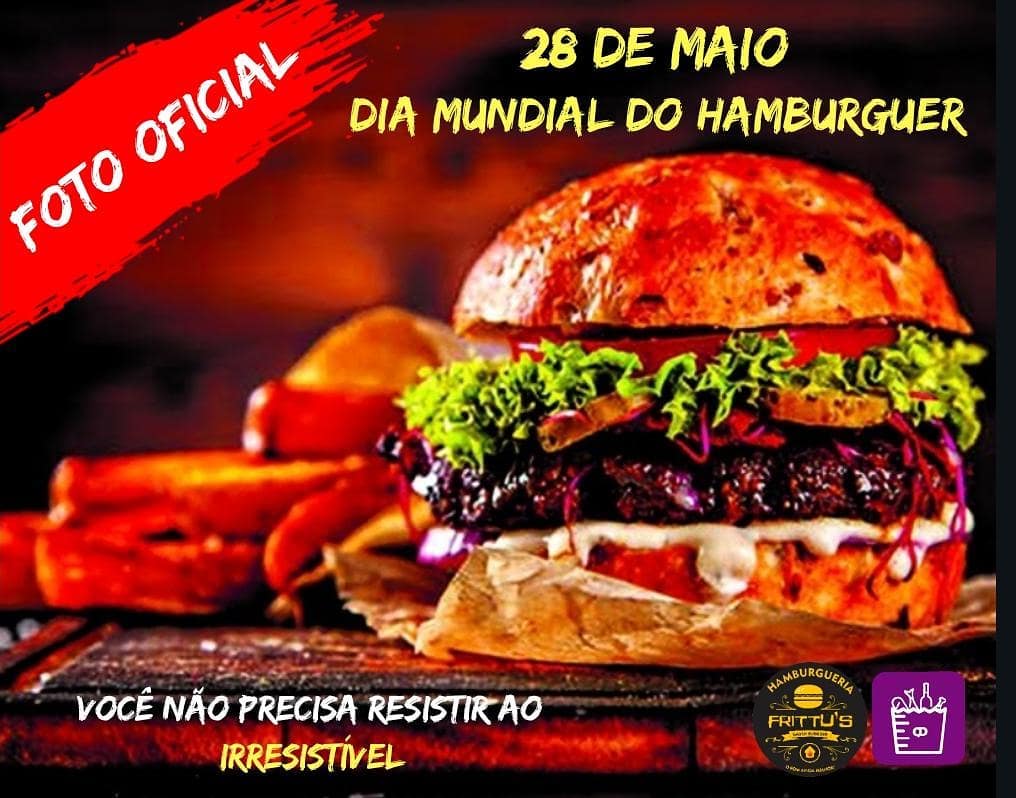 FOTO OFICIAL
28 DE MAIO
DIA MUNDIAL DO HAMBURGUER
VOCÊ NÃO PRECISA RESISTIR AO
IRRESISTÍVEL
HAMBURGUERIA
FRITTU'S